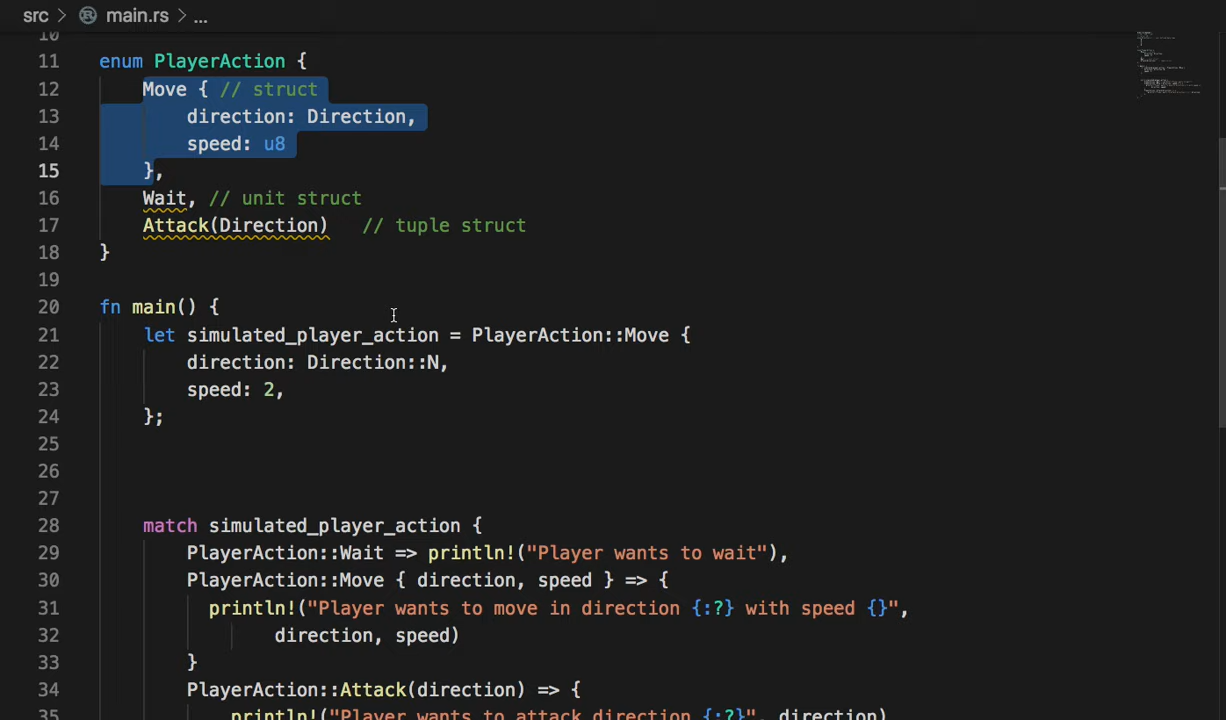 src > main.rs > ...
10
11 enum PlayerAction {
12     Move { // struct
13         direction: Direction,
14         speed: u8
15     },
16     Wait, // unit struct
17     Attack(Direction)   // tuple struct
18 }
19
20 fn main() {
21     let simulated_player_action = PlayerAction::Move {
22         direction: Direction::N,
23         speed: 2,
24     };
25
26
27
28     match simulated_player_action {
29         PlayerAction::Wait => println!("Player wants to wait"),
30         PlayerAction::Move { direction, speed } => {
31           println!("Player wants to move in direction {:?} with speed {}",
32                 direction, speed)
33         }
34         PlayerAction::Attack(direction) => {
35             println!("Player wants to attack direction {:?}", direction)